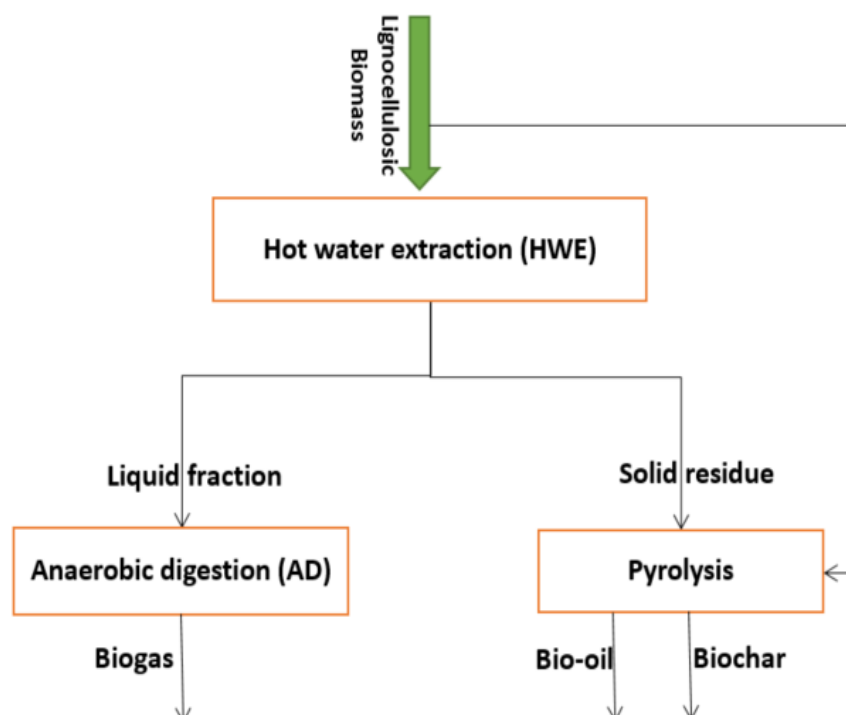 Lignocellulosic
Biomass
Hot water extraction (HWE)
Liquid fraction
Solid residue
Anaerobic digestion (AD)
Pyrolysis
Biogas
Bio-oil
Biochar